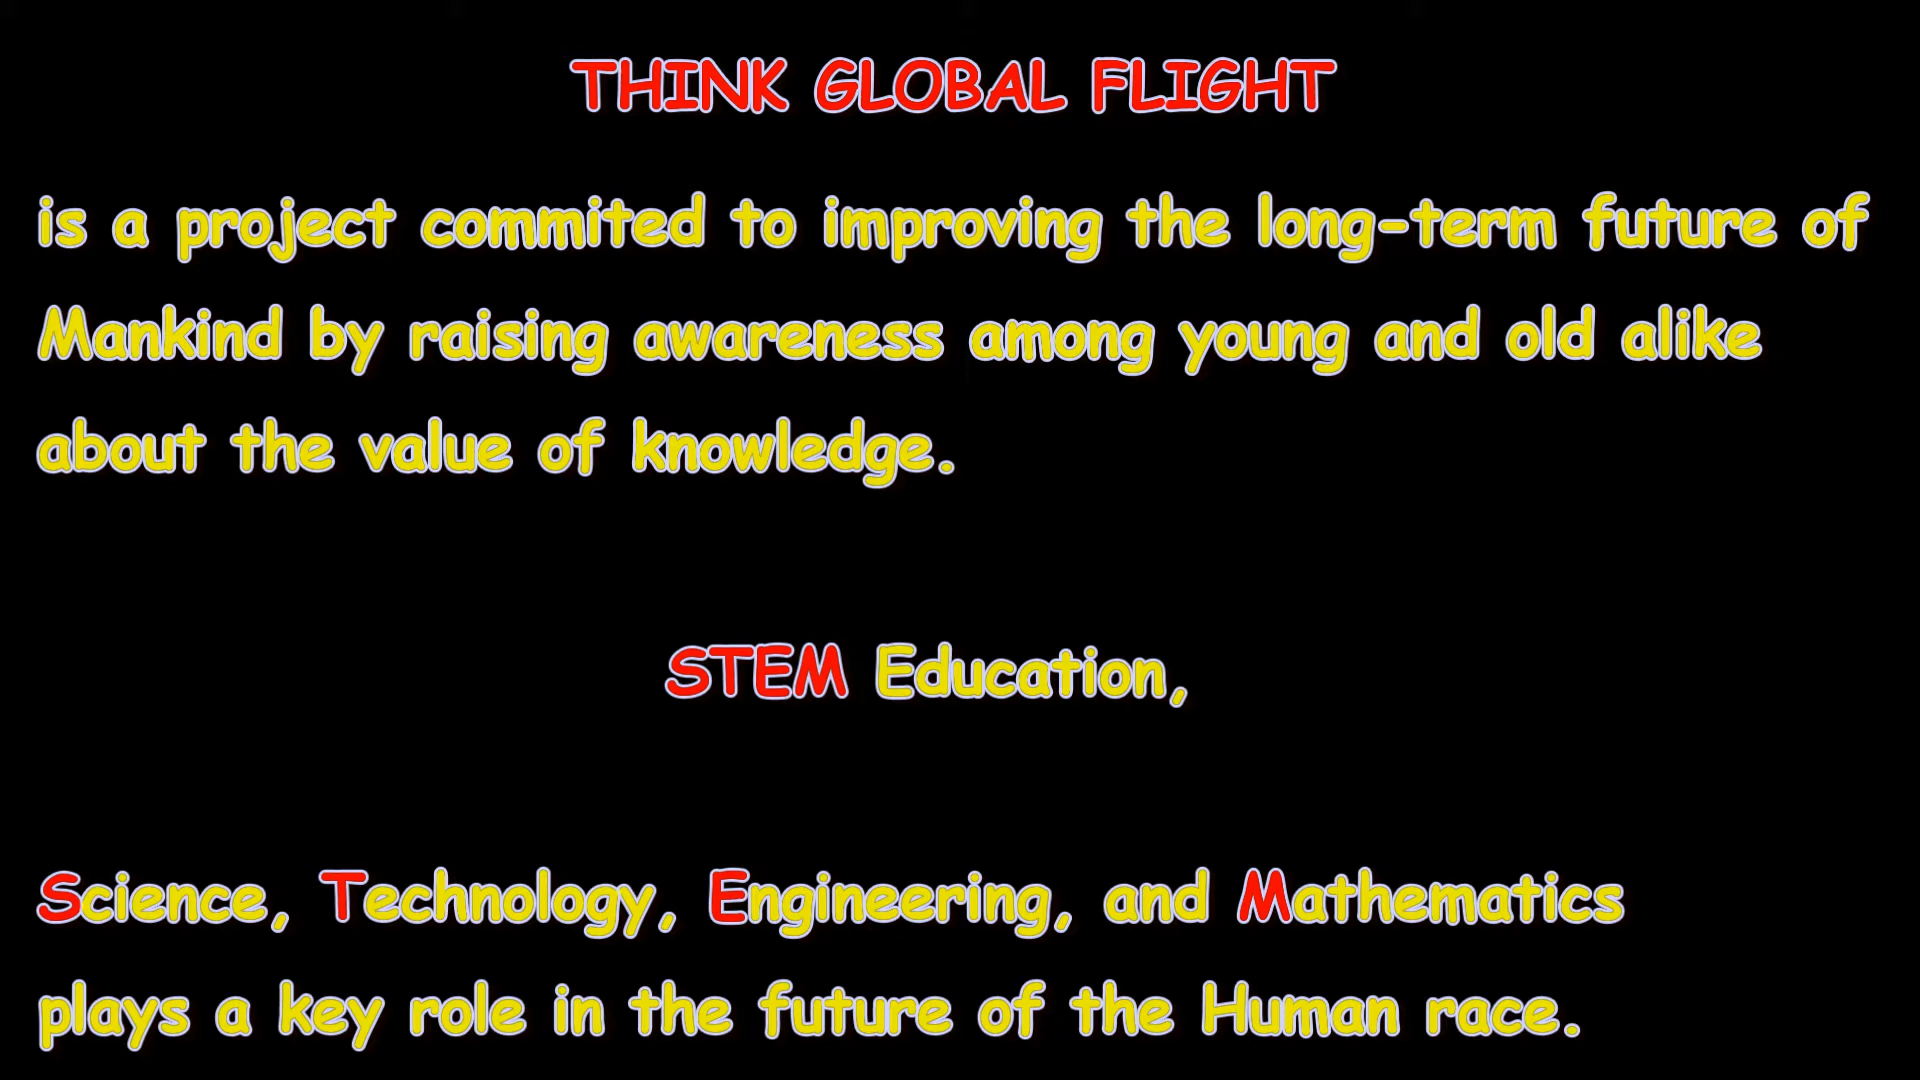 THINK GLOBAL FLIGHT
is a project commited to improving the long-term future of
Mankind by raising awareness among young and old alike
about the value of knowledge.
STEM Education,
Science, Technology, Engineering, and Mathematics
plays a key role in the future of the Human race.